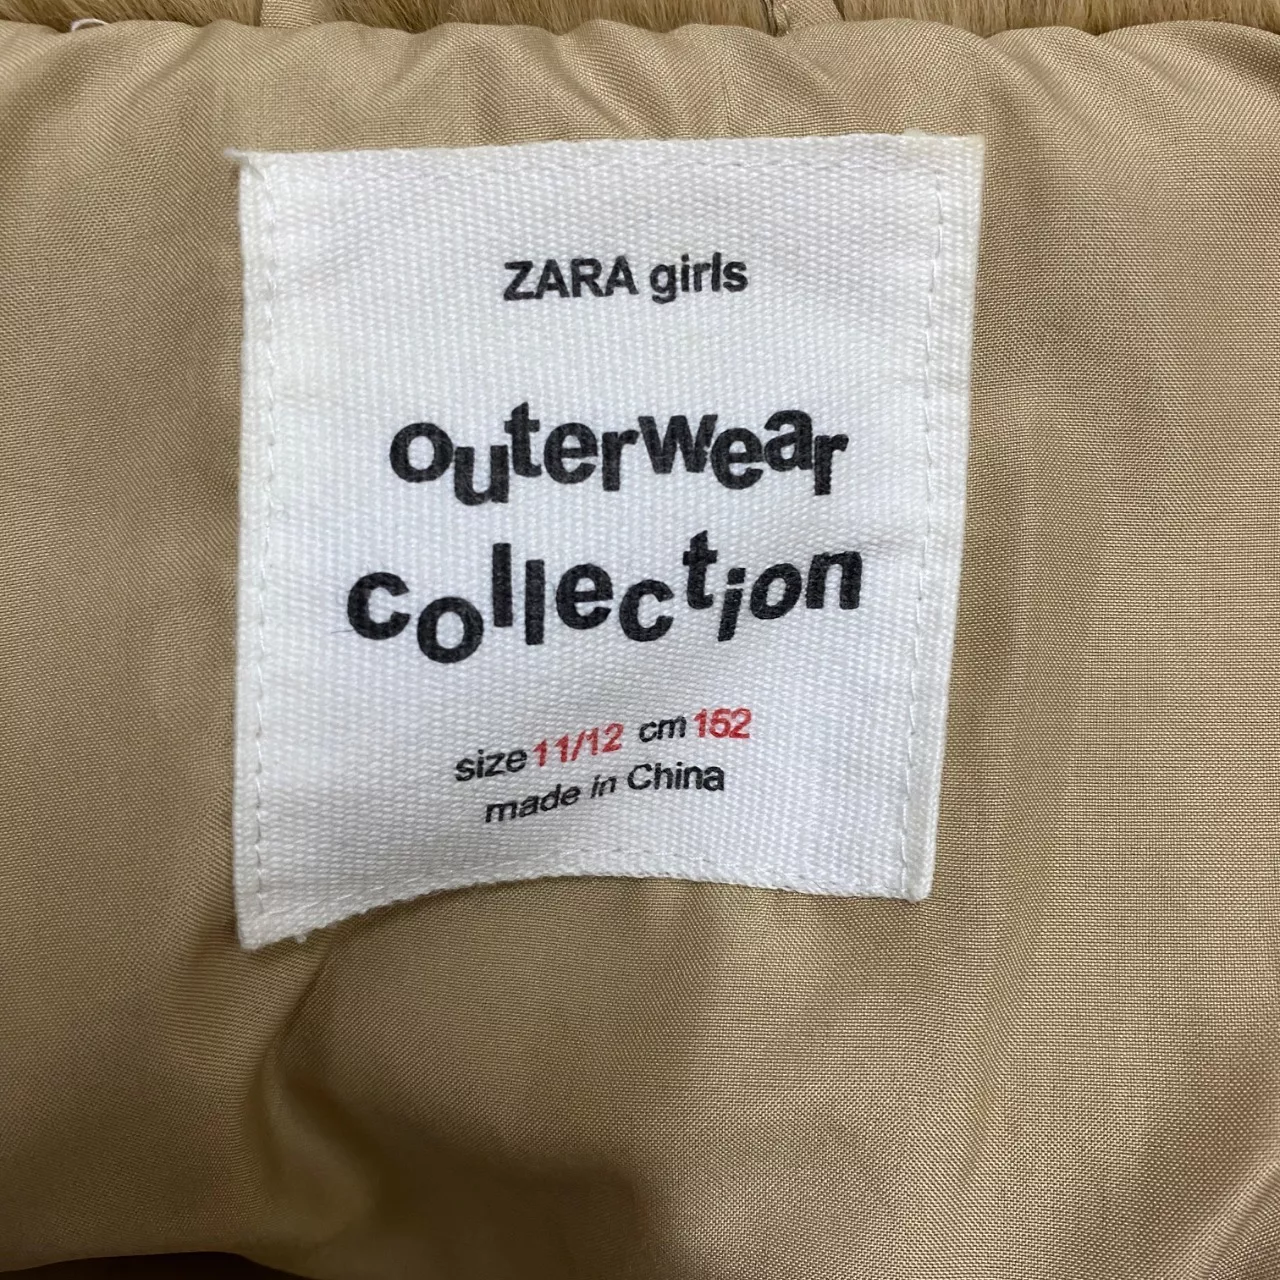 ZARA girls
outerwear
collection
size 11/12 cm 152
made in China